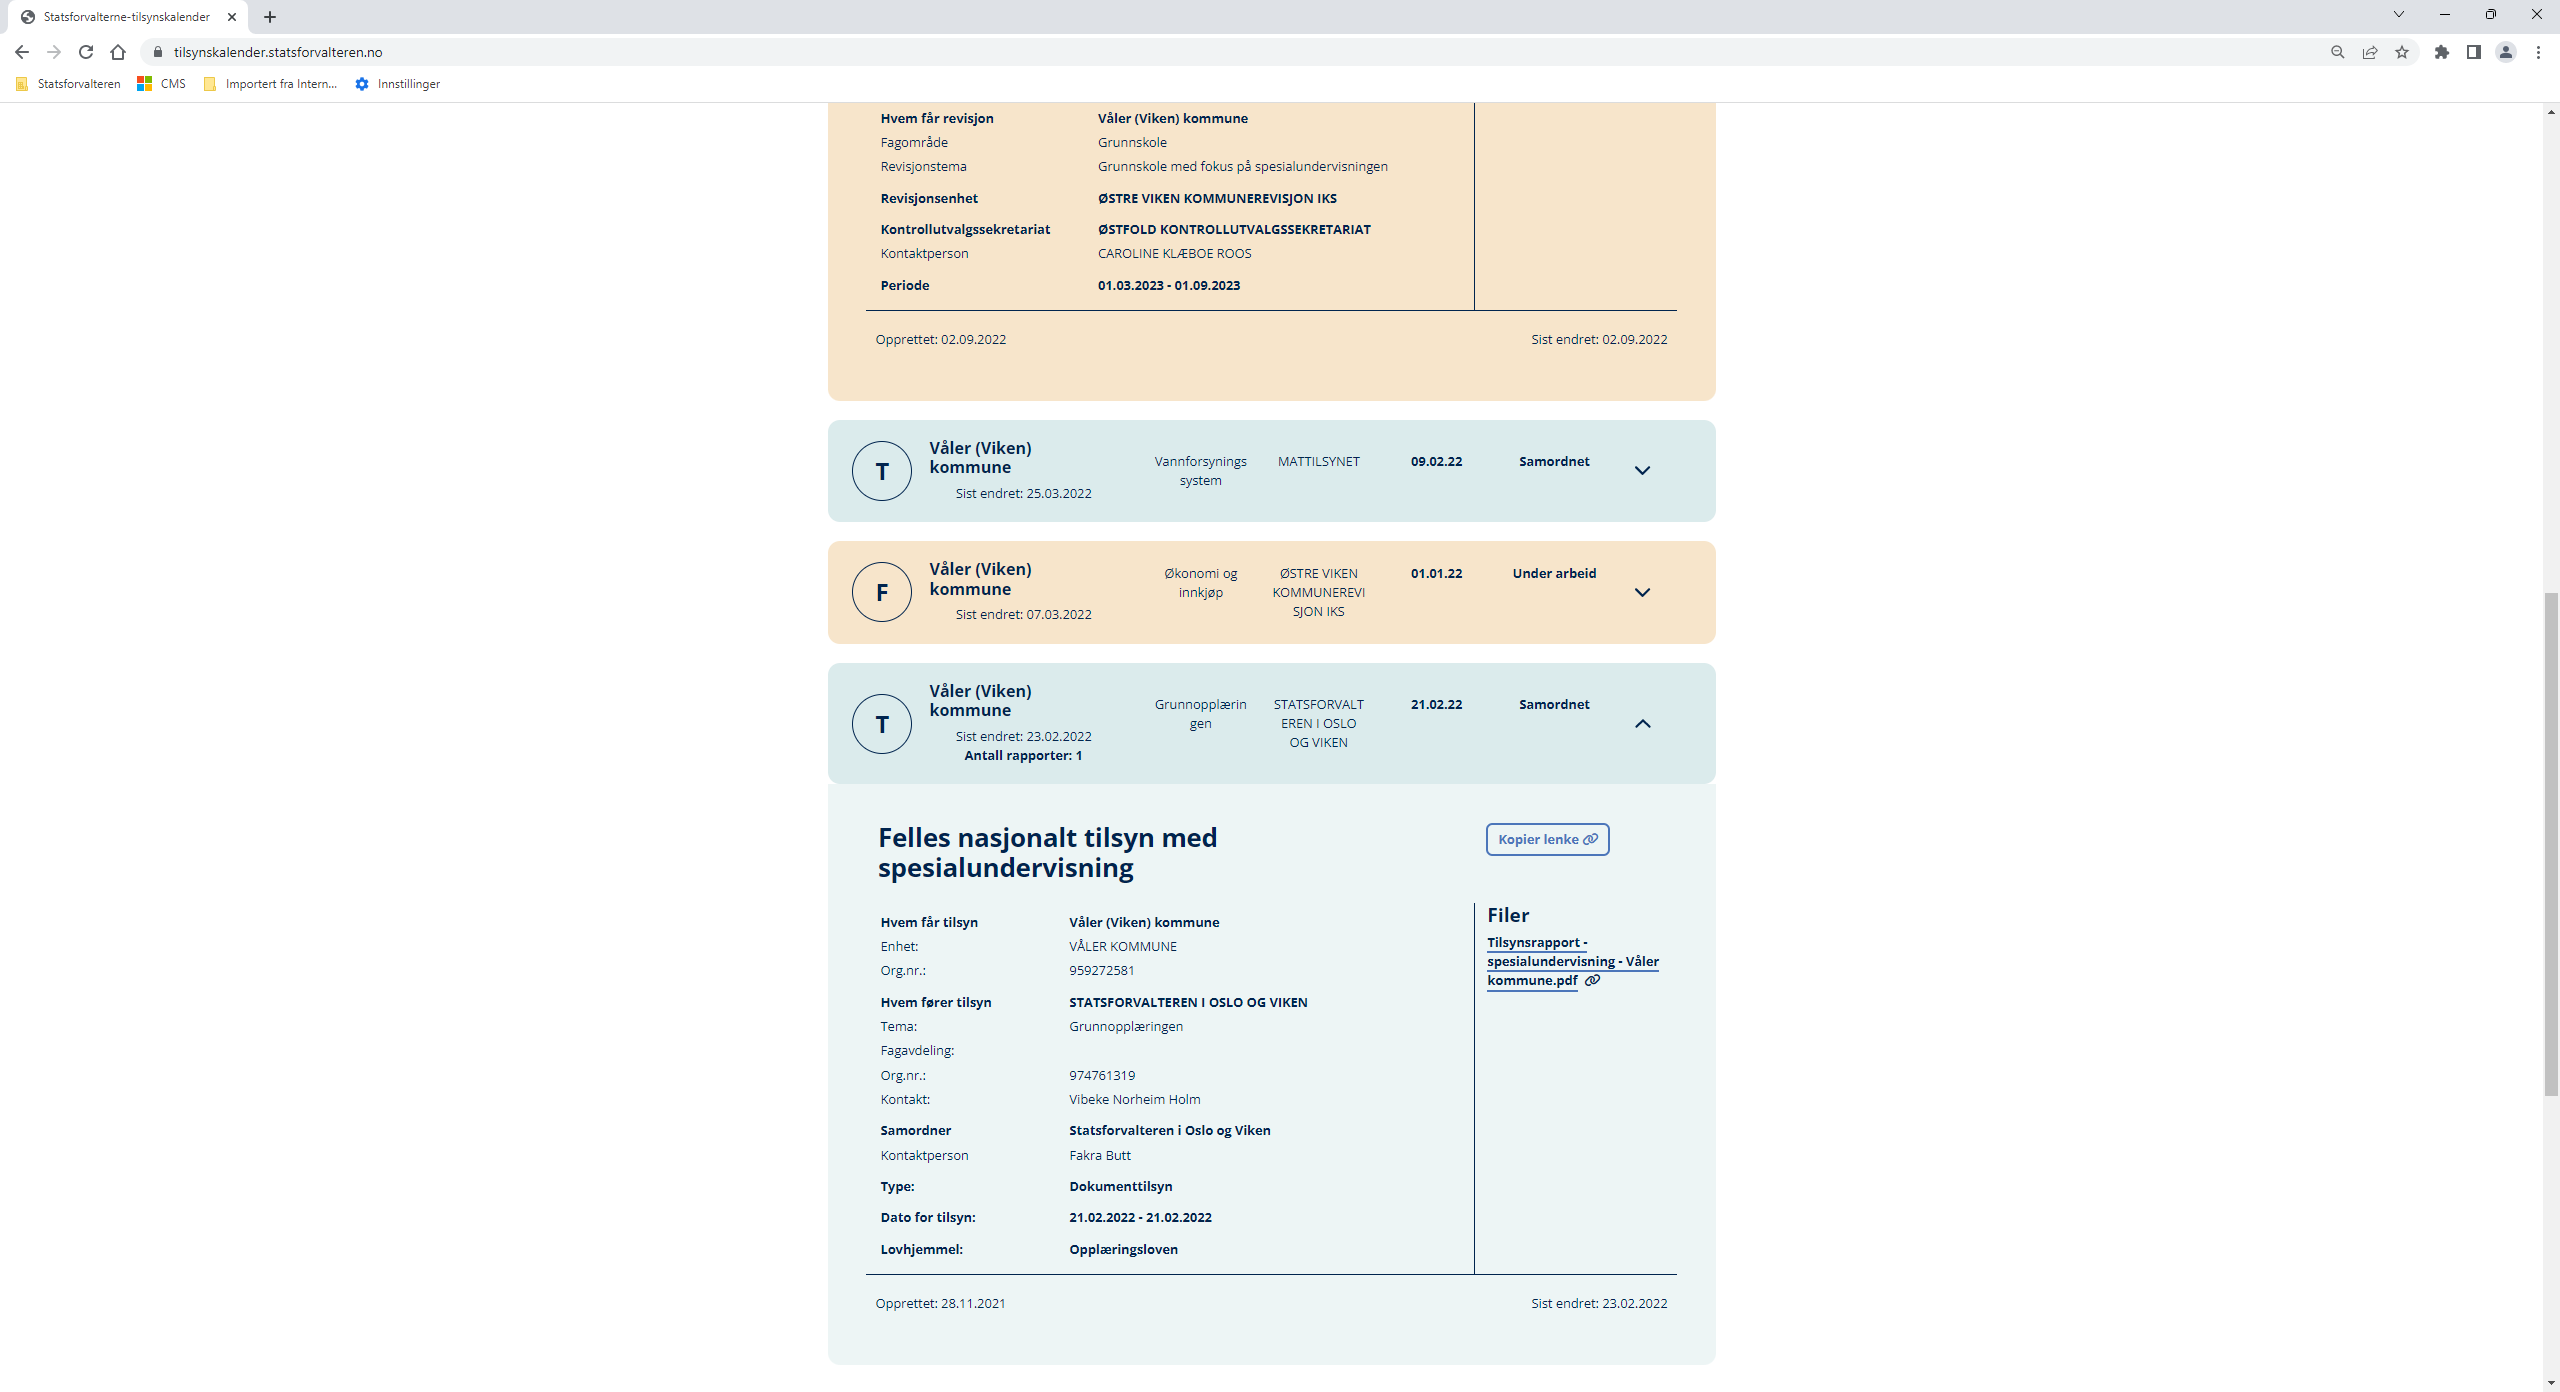 Statsforvalterne-tilsynskalender
tilsynskalender.statsforvalteren.no
Statsforvalteren CMS Importert fra Intern... Innstillinger
Hvem får revisjon Våler (Viken) kommune
Fagområde Grunnskole
Revisjonstema Grunnskole med fokus på spesialundervisningen
Revisjonsenhet ØSTRE VIKEN KOMMUNEREVISJON IKS
Kontrollutvalgssekretariat ØSTFOLD KONTROLLUTVALGSSEKRETARIAT
Kontaktperson CAROLINE KLÆBOE ROOS
Periode 01.03.2023 - 01.09.2023
Opprettet: 02.09.2022 Sist endret: 02.09.2022
T
Våler (Viken)
kommune
Sist endret: 25.03.2022
Vannforsynings
system
MATTILSYNET
09.02.22
Samordnet
F
Våler (Viken)
kommune
Sist endret: 07.03.2022
Økonomi og
innkjøp
ØSTRE VIKEN
KOMMUNEREVI
SJON IKS
01.01.22
Under arbeid
T
Våler (Viken)
kommune
Sist endret: 23.02.2022
Antall rapporter: 1
Grunnopplærin
gen
STATSFORVALT
EREN I OSLO
OG VIKEN
21.02.22
Samordnet
Felles nasjonalt tilsyn med
spesialundervisning
Kopier lenke
Hvem får tilsyn Våler (Viken) kommune
Enhet: VÅLER KOMMUNE
Org.nr.: 959272581
Hvem fører tilsyn STATSFORVALTEREN I OSLO OG VIKEN
Tema: Grunnopplæringen
Fagavdeling:
Org.nr.: 974761319
Kontakt: Vibeke Norheim Holm
Samordner Statsforvalteren i Oslo og Viken
Kontaktperson Fakra Butt
Type: Dokumenttilsyn
Dato for tilsyn: 21.02.2022 - 21.02.2022
Lovhjemmel: Opplæringsloven
Filer
Tilsynsrapport -
spesialundervisning - Våler
kommune.pdf
Opprettet: 28.11.2021 Sist endret: 23.02.2022